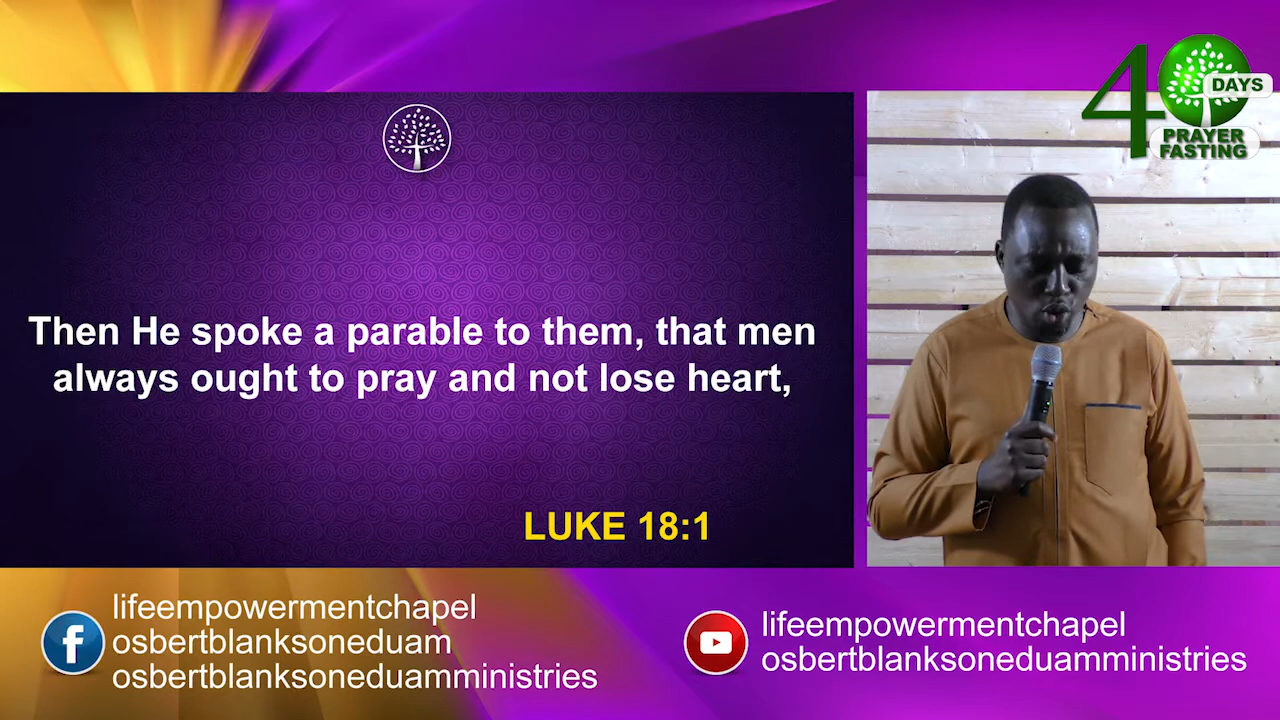 40 DAYS
PRAYER
FASTING
Then He spoke a parable to them, that men
always ought to pray and not lose heart,
LUKE 18:1
lifeempowermentchapel
osbertblanksoneduam
osbertblanksoneduamministries
lifeempowermentchapel
osbertblanksoneduamministries